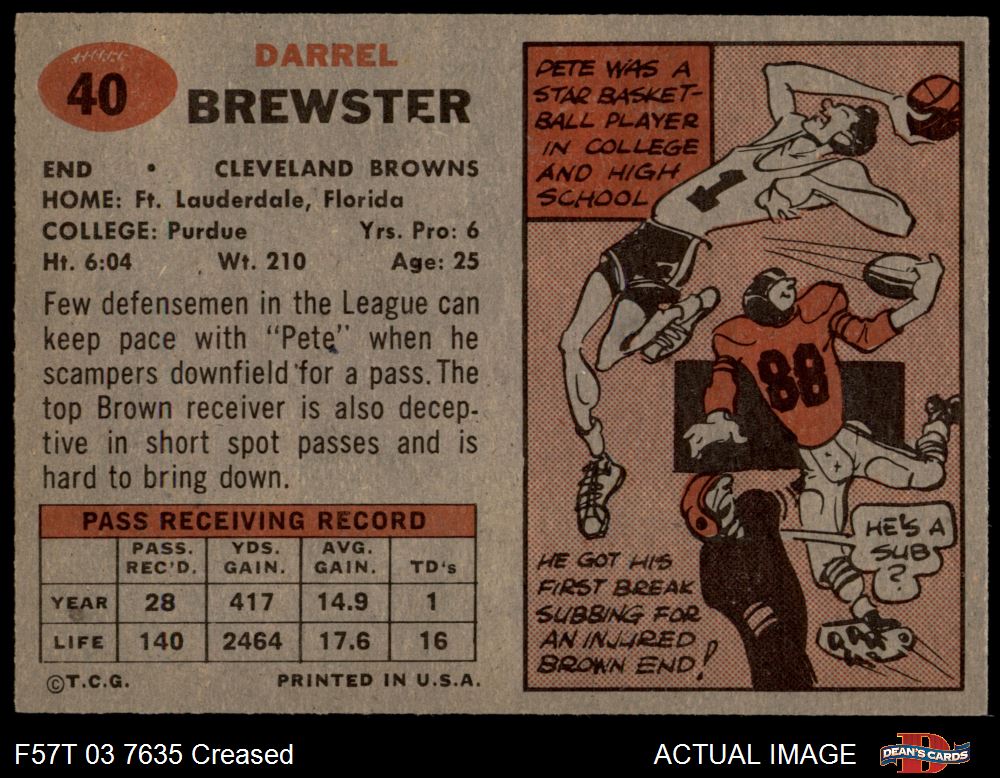 40
DARREL
BREWSTER
END • CLEVELAND BROWNS
HOME: Ft. Lauderdale, Florida
COLLEGE: Purdue Yrs. Pro: 6
Ht. 6:04 Wt. 210 Age: 25
Few defensemen in the League can
keep pace with "Pete" when he
scampers downfield for a pass. The
top Brown receiver is also decep-
tive in short spot passes and is
hard to bring down.
PASS RECEIVING RECORD
PASS. REC'D. YDS. GAIN. AVG. GAIN. TD's
YEAR 28 417 14.9 1
LIFE 140 2464 17.6 16
©T.C.G. PRINTED IN U.S.A.
PETE WAS A
STAR BASKET-
BALL PLAYER
IN COLLEGE
AND HIGH
SCHOOL
1
88
HE'S A
SUB
?
HE GOT HIS
FIRST BREAK
SUBBING FOR
AN INJURED
BROWN END!
F57T 03 7635 Creased ACTUAL IMAGE
DEAN'S CARDS